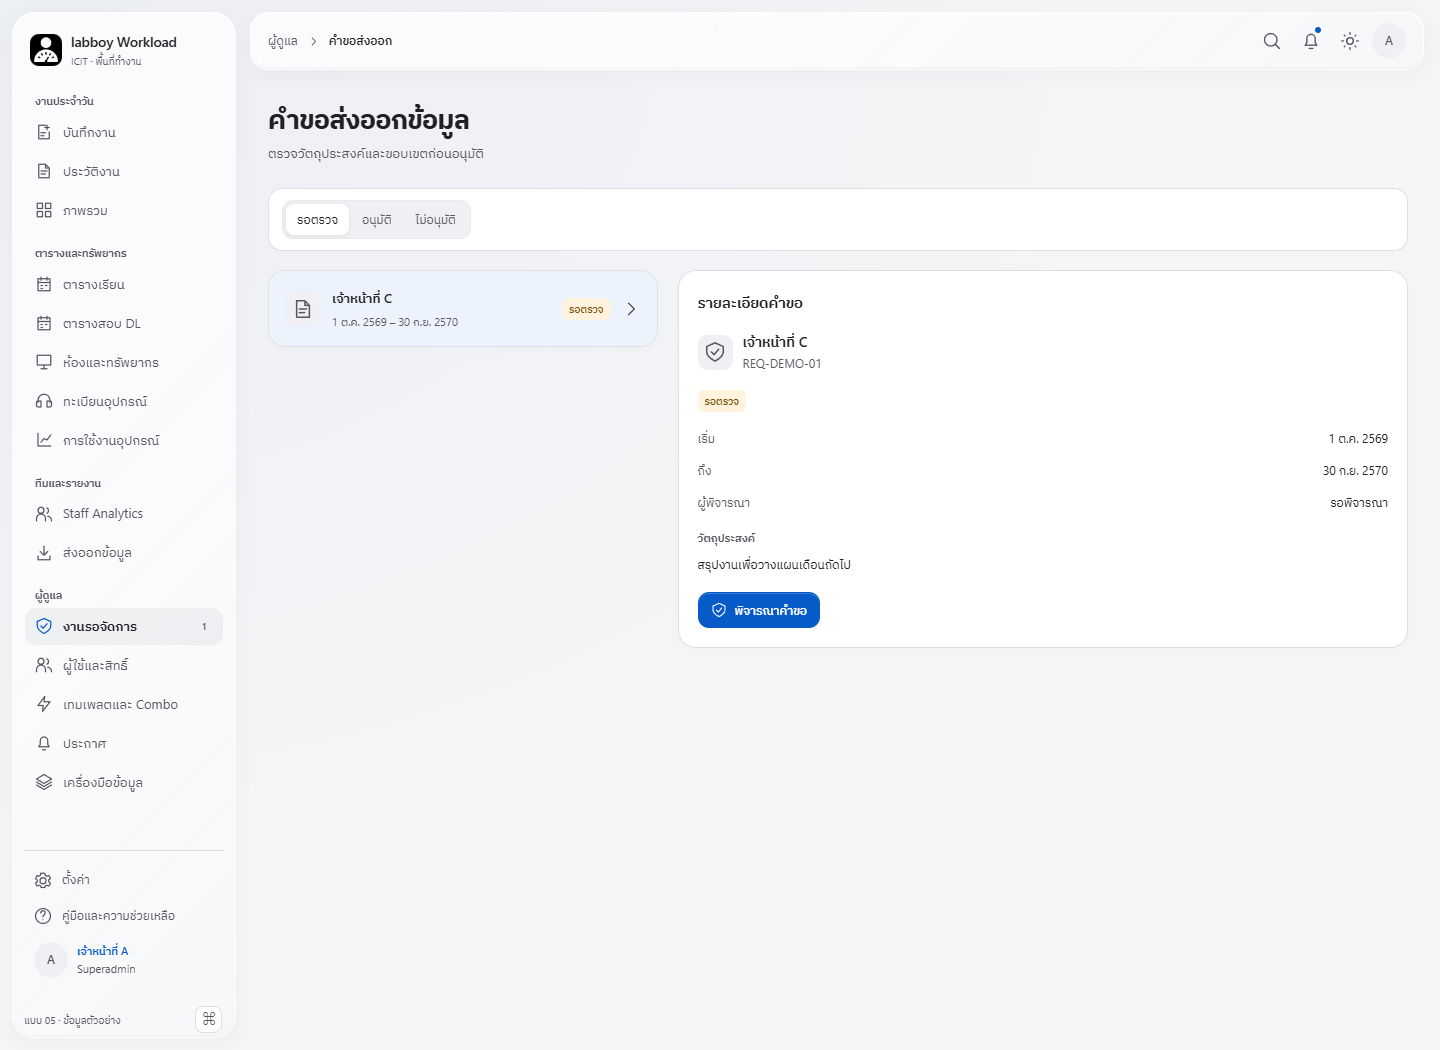 labboy Workload
ICIT · พื้นที่ทำงาน
งานประจำวัน
บันทึกงาน
ประวัติงาน
ภาพรวม
ตารางและทรัพยากร
ตารางเรียน
ตารางสอบ DL
ห้องและทรัพยากร
ทะเบียนอุปกรณ์
การใช้งานอุปกรณ์
ทีมและรายงาน
Staff Analytics
ส่งออกข้อมูล
ผู้ดูแล
งานรอจัดการ 1
ผู้ใช้และสิทธิ์
เทมเพลตและ Combo
ประกาศ
เครื่องมือข้อมูล
ตั้งค่า
คู่มือและความช่วยเหลือ
A
เจ้าหน้าที่ A
Superadmin
แบบ 05 · ข้อมูลตัวอย่าง ⌘
ผู้ดูแล > คำขอส่งออก
A
คำขอส่งออกข้อมูล
ตรวจวัตถุประสงค์และขอบเขตก่อนอนุมัติ
รอตรวจ อนุมัติ ไม่อนุมัติ
เจ้าหน้าที่ C
1 ต.ค. 2569 – 30 ก.ย. 2570
รอตรวจ
รายละเอียดคำขอ
เจ้าหน้าที่ C
REQ-DEMO-01
รอตรวจ
เริ่ม 1 ต.ค. 2569
ถึง 30 ก.ย. 2570
ผู้พิจารณา รอพิจารณา
วัตถุประสงค์
สรุปงานเพื่อวางแผนเดือนถัดไป
พิจารณาคำขอ